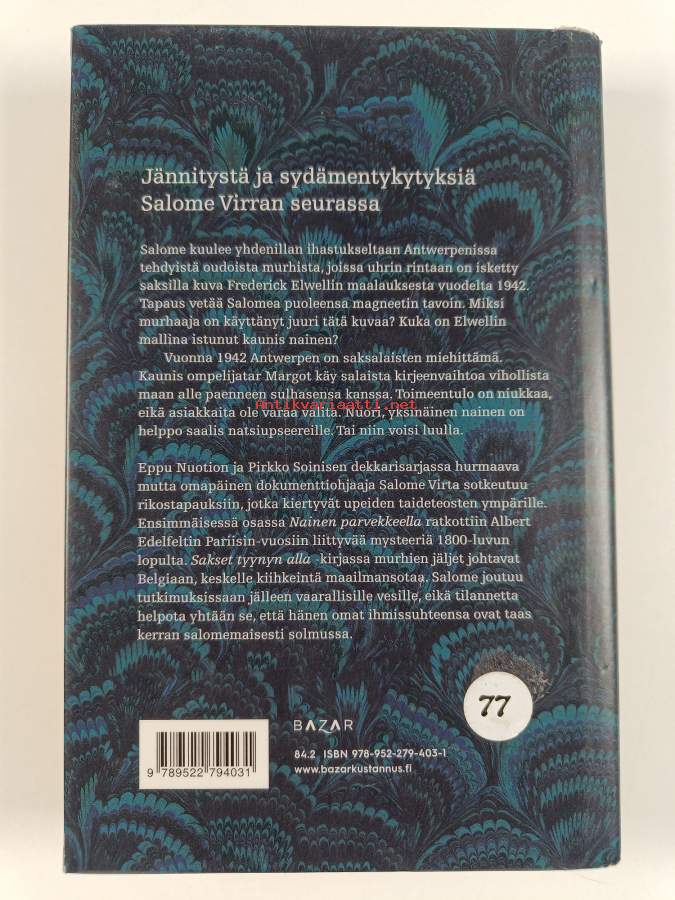 Jännitystä ja sydämentykytyksiä
Salome Virran seurassa
Salome kuulee yhdenillan ihastukseltaan Antwerpenissa
tehdyistä oudoista murhista, joissa uhrin rintaan on isketty
saksilla kuva Frederick Elwellin maalauksesta vuodelta 1942.
Tapaus vetää Salomea puoleensa magneetin tavoin. Miksi
murhaaja on käyttänyt juuri tätä kuvaa? Kuka on Elwellin
mallina istunut kaunis nainen?
Vuonna 1942 Antwerpen on saksalaisten miehittämä.
Kaunis ompelijatar Margot käy salaista kirjeenvaihtoa vihollista
maan alle paenneen sulhasensa kanssa. Toimeentulo on niukkaa,
eikä asiakkaita ole varaa valita. Nuori, yksinäinen nainen on
helppo saalis natsiupseereille. Tai niin voisi luulla.
Antikvariaatti.net
Eppu Nuotion ja Pirkko Soinisen dekkarisarjassa hurmaava
mutta omapäinen dokumenttiohjaaja Salome Virta sotkeutuu
rikostapauksiin, jotka kiertyvät upeiden taideteosten ympärille.
Ensimmäisessä osassa Nainen parvekkeella ratkottiin Albert
Edelfeltin Pariisin-vuosiin liittyvää mysteeriä 1800-luvun
lopulta. Sakset tyynyn alla -kirjassa murhien jäljet johtavat
Belgiaan, keskelle kiihkeintä maailmansotaa. Salome joutuu
tutkimuksissaan jälleen vaarallisille vesille, eikä tilannetta
helpota yhtään se, että hänen omat ihmissuhteensa ovat taas
kerran salomemaisesti solmussa.
77
BAZAR
84.2 ISBN 978-952-279-403-1
www.bazarkustannus.fi
9 789522 794031